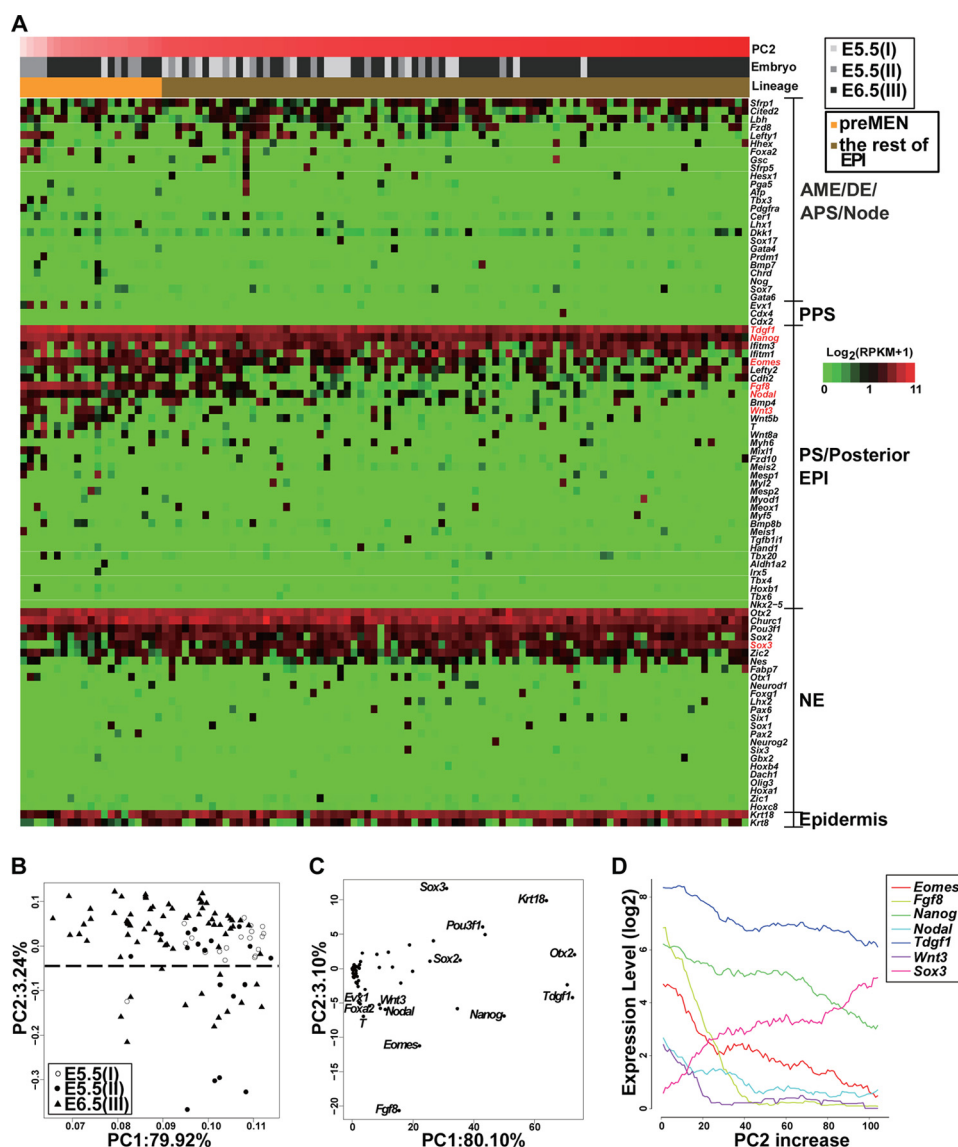 A
PC2
Embryo
Lineage
E5.5(I)
E5.5(II)
E6.5(III)
preMEN
the rest of
EPI
Sfrp1
Cited2
Lbh
Fzd8
Lefty1
Hhex
Foxa2
Gsc
Sfrp5
Hesx1
Pga5
Afp
Tbx3
Pdgfra
Cer1
Lhx1
Dkk1
Sox17
Gata4
Prdm1
Bmp7
Chrd
Nog
Sox7
Gata6
Evx1
Cdx4
Cdx2
Tdgf1
Nanog
Ifitm3
Ifitm1
Eomes
Lefty2
Cdh2
Fgf8
Nodal
Bmp4
Wnt3
Wnt5b
T
Wnt8a
Myh6
Mixl1
Fzd10
Meis2
Mesp1
Myl2
Mesp2
Myod1
Meox1
Myf5
Bmp8b
Meis1
Tgfb1i1
Hand1
Tbx20
Aldh1a2
Irx5
Tbx4
Hoxb1
Tbx6
Nkx2-5
Otx2
Churc1
Pou3f1
Sox2
Sox3
Zic2
Nes
Fabp7
Otx1
Neurod1
Foxg1
Lhx2
Pax6
Six1
Sox1
Pax2
Neurog2
Six3
Gbx2
Hoxb4
Dach1
Olig3
Hoxa1
Zic1
Hoxc8
Krt18
Krt8
AME/DE/
APS/Node
PPS
PS/Posterior
EPI
NE
Epidermis
Log2(RPKM+1)
0 1 11
B
PC2:3.24%
0.1
0.0
-0.1
-0.2
-0.3
E5.5(I)
E5.5(II)
E6.5(III)
0.07 0.08 0.09 0.10 0.11
PC1:79.92%
C
PC2:3.10%
10
5
0
-5
-10
-15
-20
Sox3
Krt18
Pou3f1
Sox2
Otx2
Evx1
Wnt3
Foxa2
Nodal
T
Tdgf1
Nanog
Eomes
Fgf8
0 20 40 60
PC1:80.10%
D
Expression Level (log2)
8
6
4
2
0
0 20 40 60 80 100
PC2 increase
Eomes
Fgf8
Nanog
Nodal
Tdgf1
Wnt3
Sox3